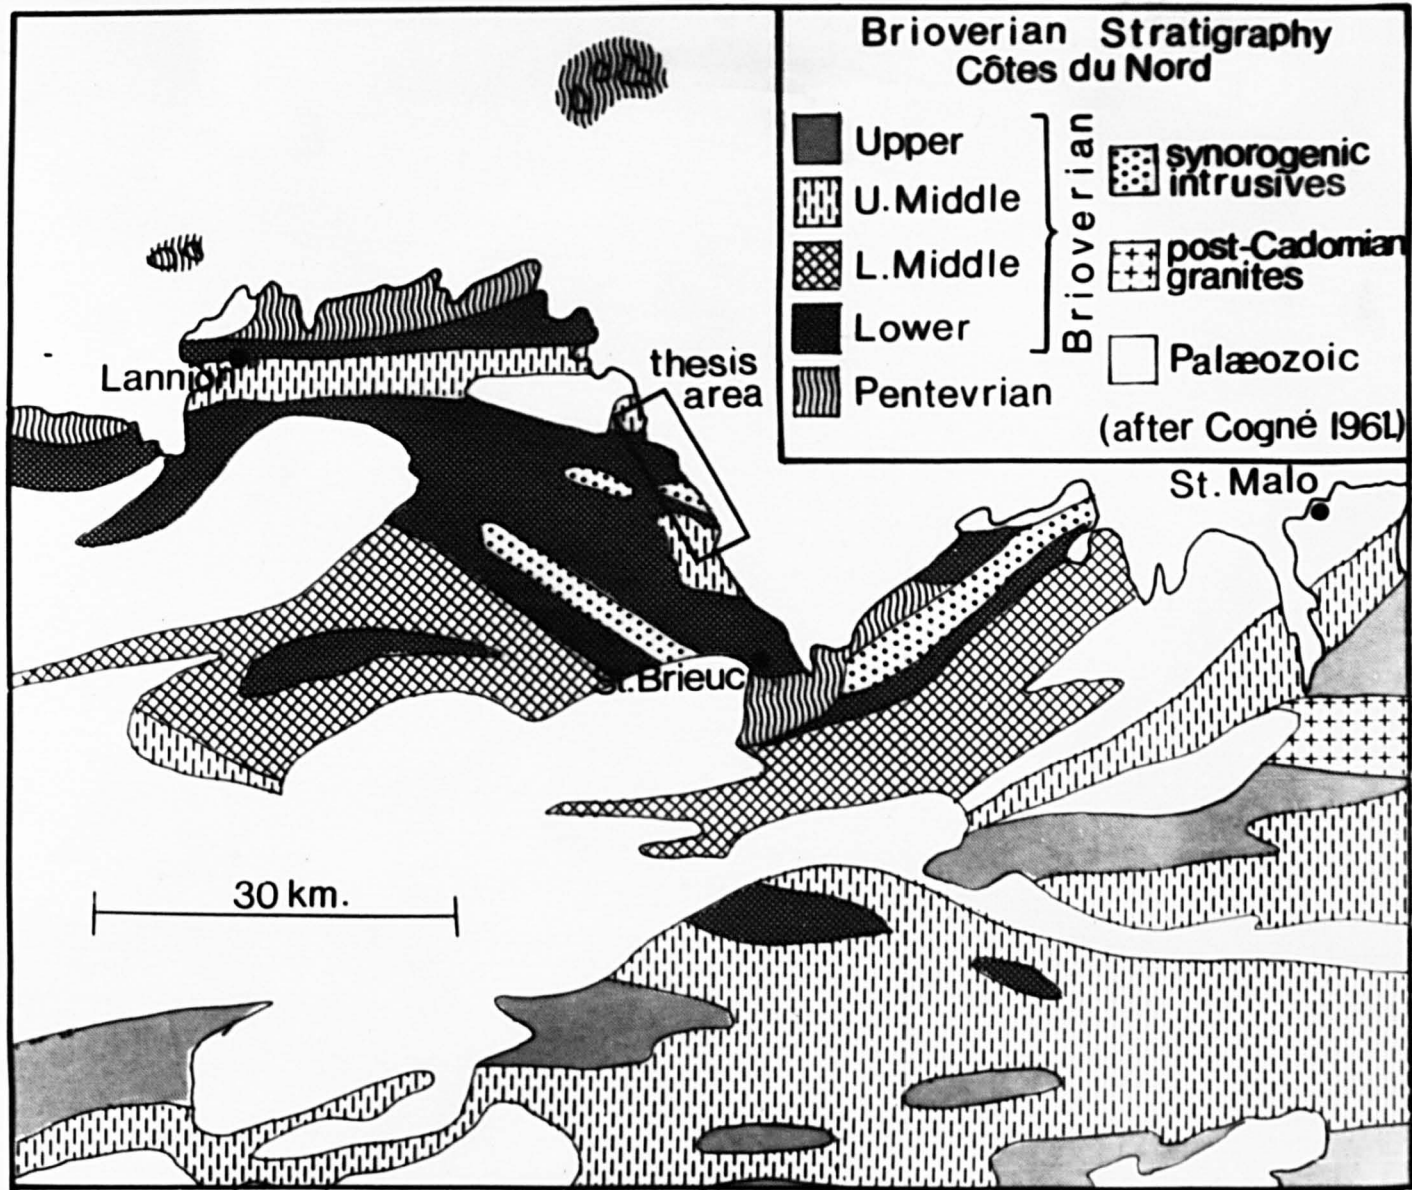 Brioverian Stratigraphy
Côtes du Nord
Upper
U.Middle
L.Middle
Lower
Pentevrian
Brioverian
synorogenic
intrusives
post-Cadomian
granites
Palæozoic
(after Cogné 1961.)
Lannion
thesis
area
St. Malo
St. Brieuc
30 km.